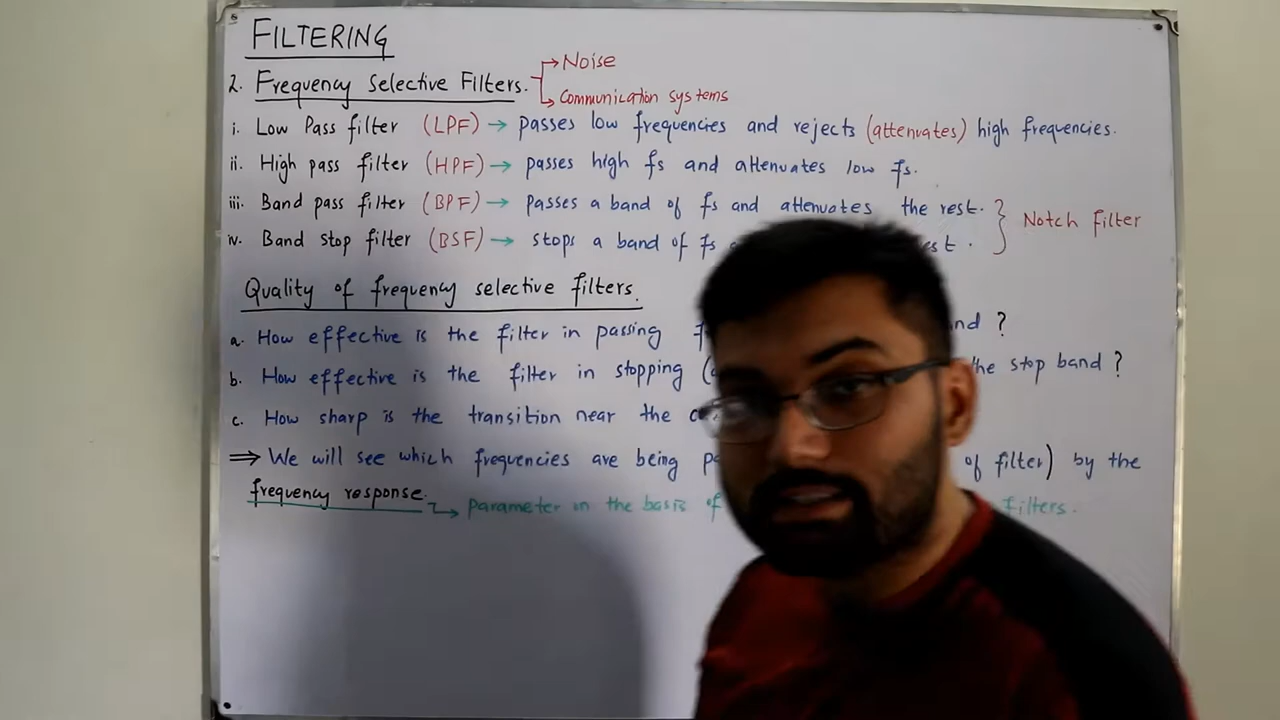 FILTERING
2. Frequency Selective Filters. → Noise
→ Communication systems
i. Low Pass filter (LPF) → passes low frequencies and rejects (attenuates) high frequencies.
ii. High pass filter (HPF) → passes high fs and attenuates low fs.
iii. Band pass filter (BPF) → passes a band of fs and attenuates the rest.
iv. Band stop filter (BSF) → stops a band of fs est.
} Notch filter
Quality of frequency selective filters.
a. How effective is the filter in passing nd ?
b. How effective is the filter in stopping ( the stop band ?
c. How sharp is the transition near the
⇒ We will see which frequencies are being of filter) by the
frequency response. → parameter on the basis of filters.